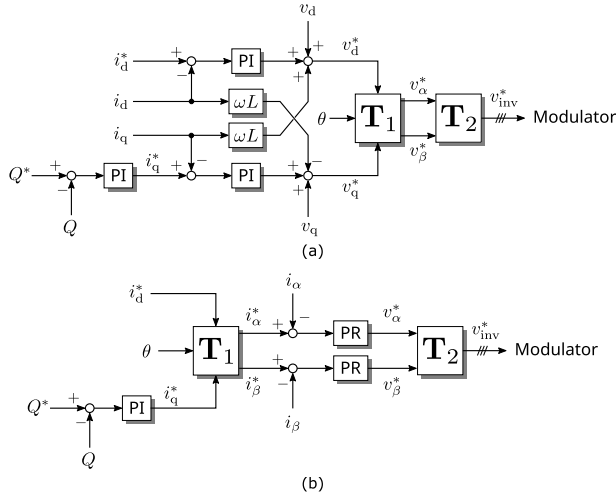 v_d
i_d^* + − PI + + v_d^*
+
i_d ωL v_α^* v_inv^*
θ T_1 T_2 Modulator
i_q ωL v_β^*
− −
Q^* + − PI i_q^* + PI + + v_q^*
Q v_q
(a)
i_d^* i_α
i_α^* + − PR v_α^* v_inv^*
θ T_1 T_2 Modulator
i_β^* + − PR v_β^*
Q^* + − PI i_q^* i_β
Q
(b)